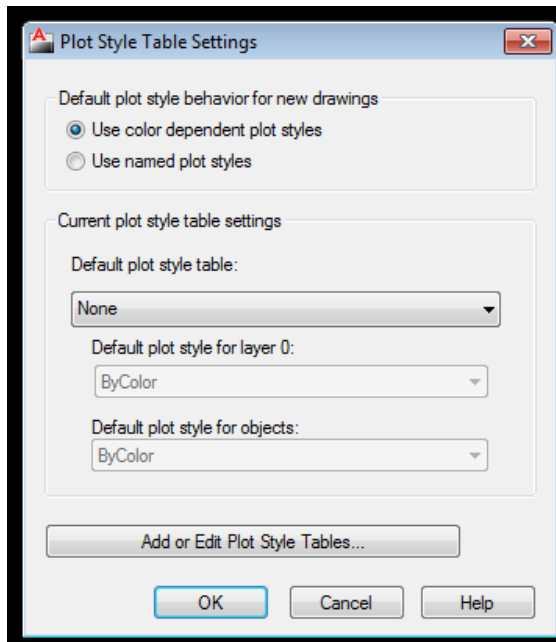 Plot Style Table Settings
Default plot style behavior for new drawings
Use color dependent plot styles
Use named plot styles
Current plot style table settings
Default plot style table:
None
Default plot style for layer 0:
ByColor
Default plot style for objects:
ByColor
Add or Edit Plot Style Tables...
OK Cancel Help